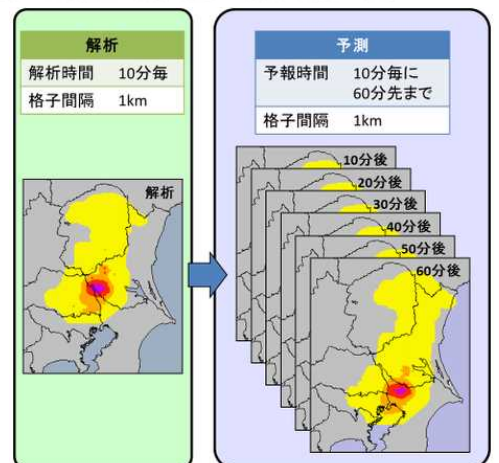 解析
解析時間 10分毎
格子間隔 1km
解析
予測
予報時間 10分毎に
60分先まで
格子間隔 1km
10分後
20分後
30分後
40分後
50分後
60分後